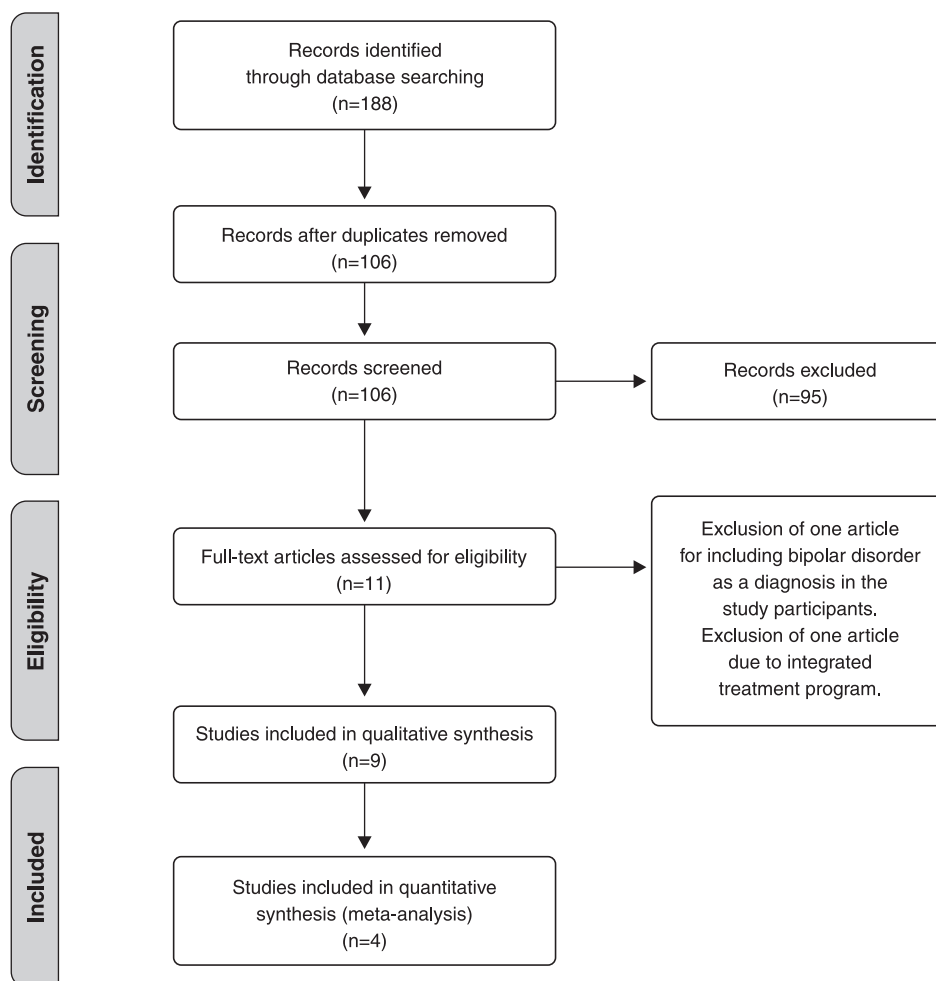 Identification
Records identified
through database searching
(n=188)
Records after duplicates removed
(n=106)
Screening
Records screened
(n=106)
Records excluded
(n=95)
Eligibility
Full-text articles assessed for eligibility
(n=11)
Exclusion of one article
for including bipolar disorder
as a diagnosis in the
study participants.
Exclusion of one article
due to integrated
treatment program.
Studies included in qualitative synthesis
(n=9)
Included
Studies included in quantitative
synthesis (meta-analysis)
(n=4)